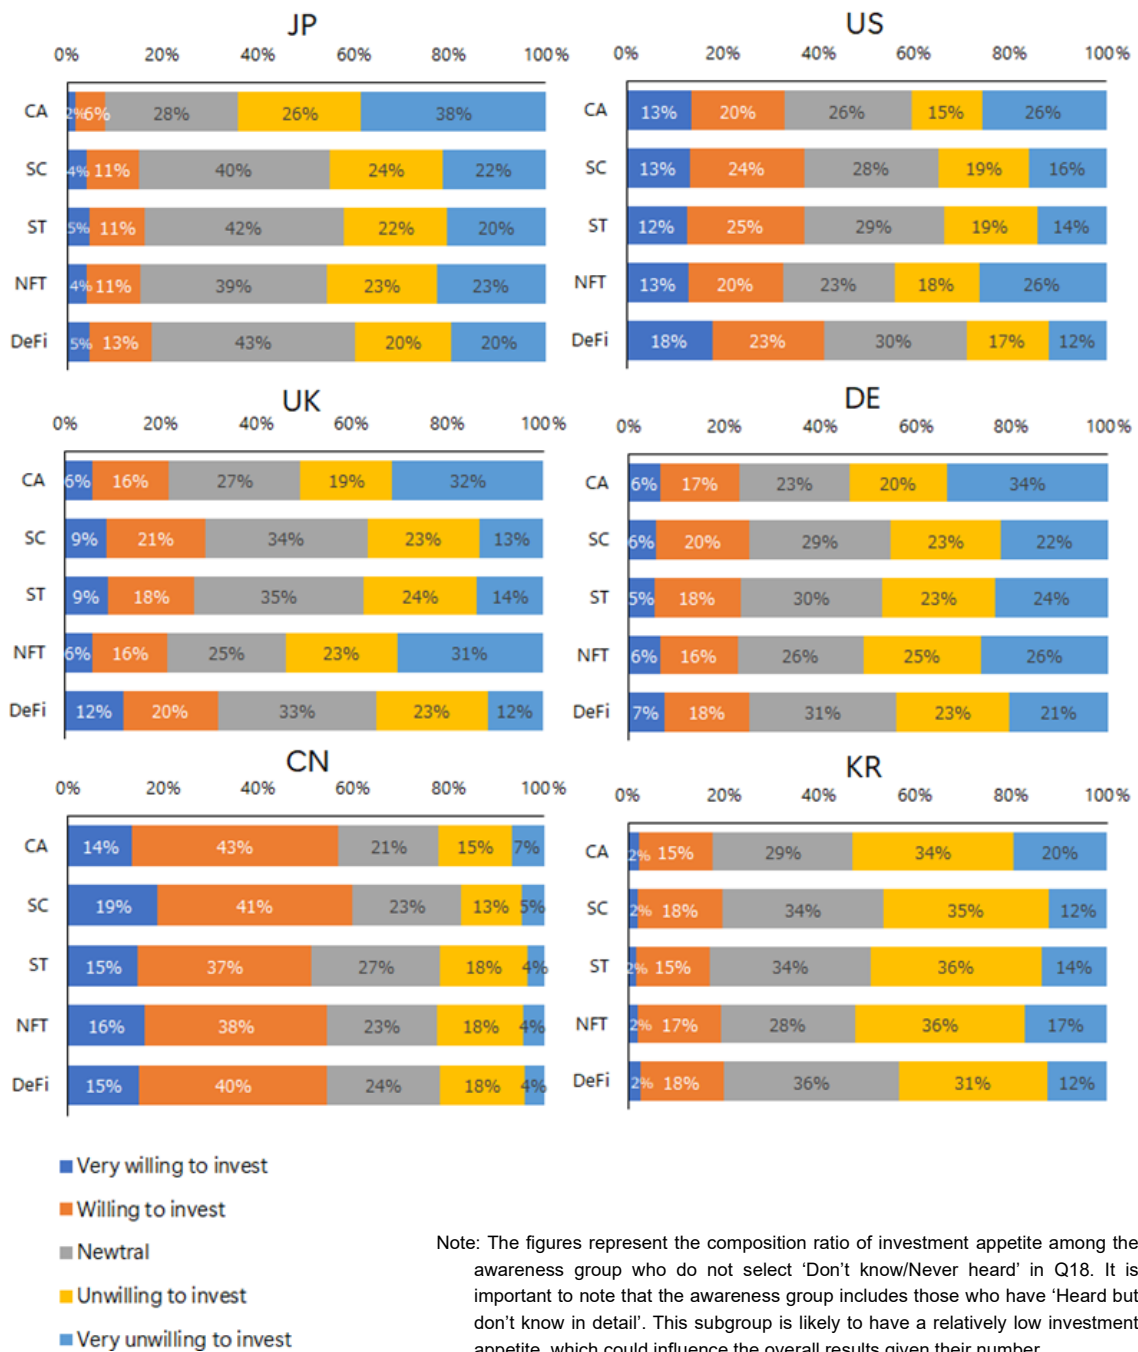 JP
0% 20% 40% 60% 80% 100%
CA 2% 6% 28% 26% 38%
SC 4% 11% 40% 24% 22%
ST 5% 11% 42% 22% 20%
NFT 4% 11% 39% 23% 23%
DeFi 5% 13% 43% 20% 20%
US
0% 20% 40% 60% 80% 100%
CA 13% 20% 26% 15% 26%
SC 13% 24% 28% 19% 16%
ST 12% 25% 29% 19% 14%
NFT 13% 20% 23% 18% 26%
DeFi 18% 23% 30% 17% 12%
UK
0% 20% 40% 60% 80% 100%
CA 6% 16% 27% 19% 32%
SC 9% 21% 34% 23% 13%
ST 9% 18% 35% 24% 14%
NFT 6% 16% 25% 23% 31%
DeFi 12% 20% 33% 23% 12%
DE
0% 20% 40% 60% 80% 100%
CA 6% 17% 23% 20% 34%
SC 6% 20% 29% 23% 22%
ST 5% 18% 30% 23% 24%
NFT 6% 16% 26% 25% 26%
DeFi 7% 18% 31% 23% 21%
CN
0% 20% 40% 60% 80% 100%
CA 14% 43% 21% 15% 7%
SC 19% 41% 23% 13% 5%
ST 15% 37% 27% 18% 4%
NFT 16% 38% 23% 18% 4%
DeFi 15% 40% 24% 18% 4%
KR
0% 20% 40% 60% 80% 100%
CA 2% 15% 29% 34% 20%
SC 2% 18% 34% 35% 12%
ST 2% 15% 34% 36% 14%
NFT 2% 17% 28% 36% 17%
DeFi 2% 18% 36% 31% 12%
Very willing to invest
Willing to invest
Newtral
Unwilling to invest
Very unwilling to invest
Note: The figures represent the composition ratio of investment appetite among the
awareness group who do not select ‘Don’t know/Never heard’ in Q18. It is
important to note that the awareness group includes those who have ‘Heard but
don’t know in detail’. This subgroup is likely to have a relatively low investment
appetite, which could influence the overall results given their number.